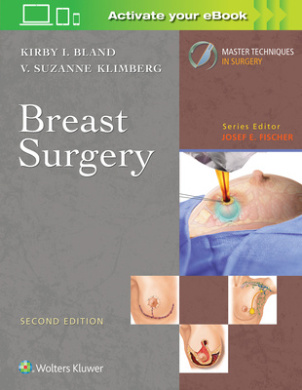 Activate your eBook
KIRBY I. BLAND
V. SUZANNE KLIMBERG
MASTER TECHNIQUES
IN SURGERY
Breast
Surgery
Series Editor
JOSEF E. FISCHER
SECOND EDITION
Wolters Kluwer